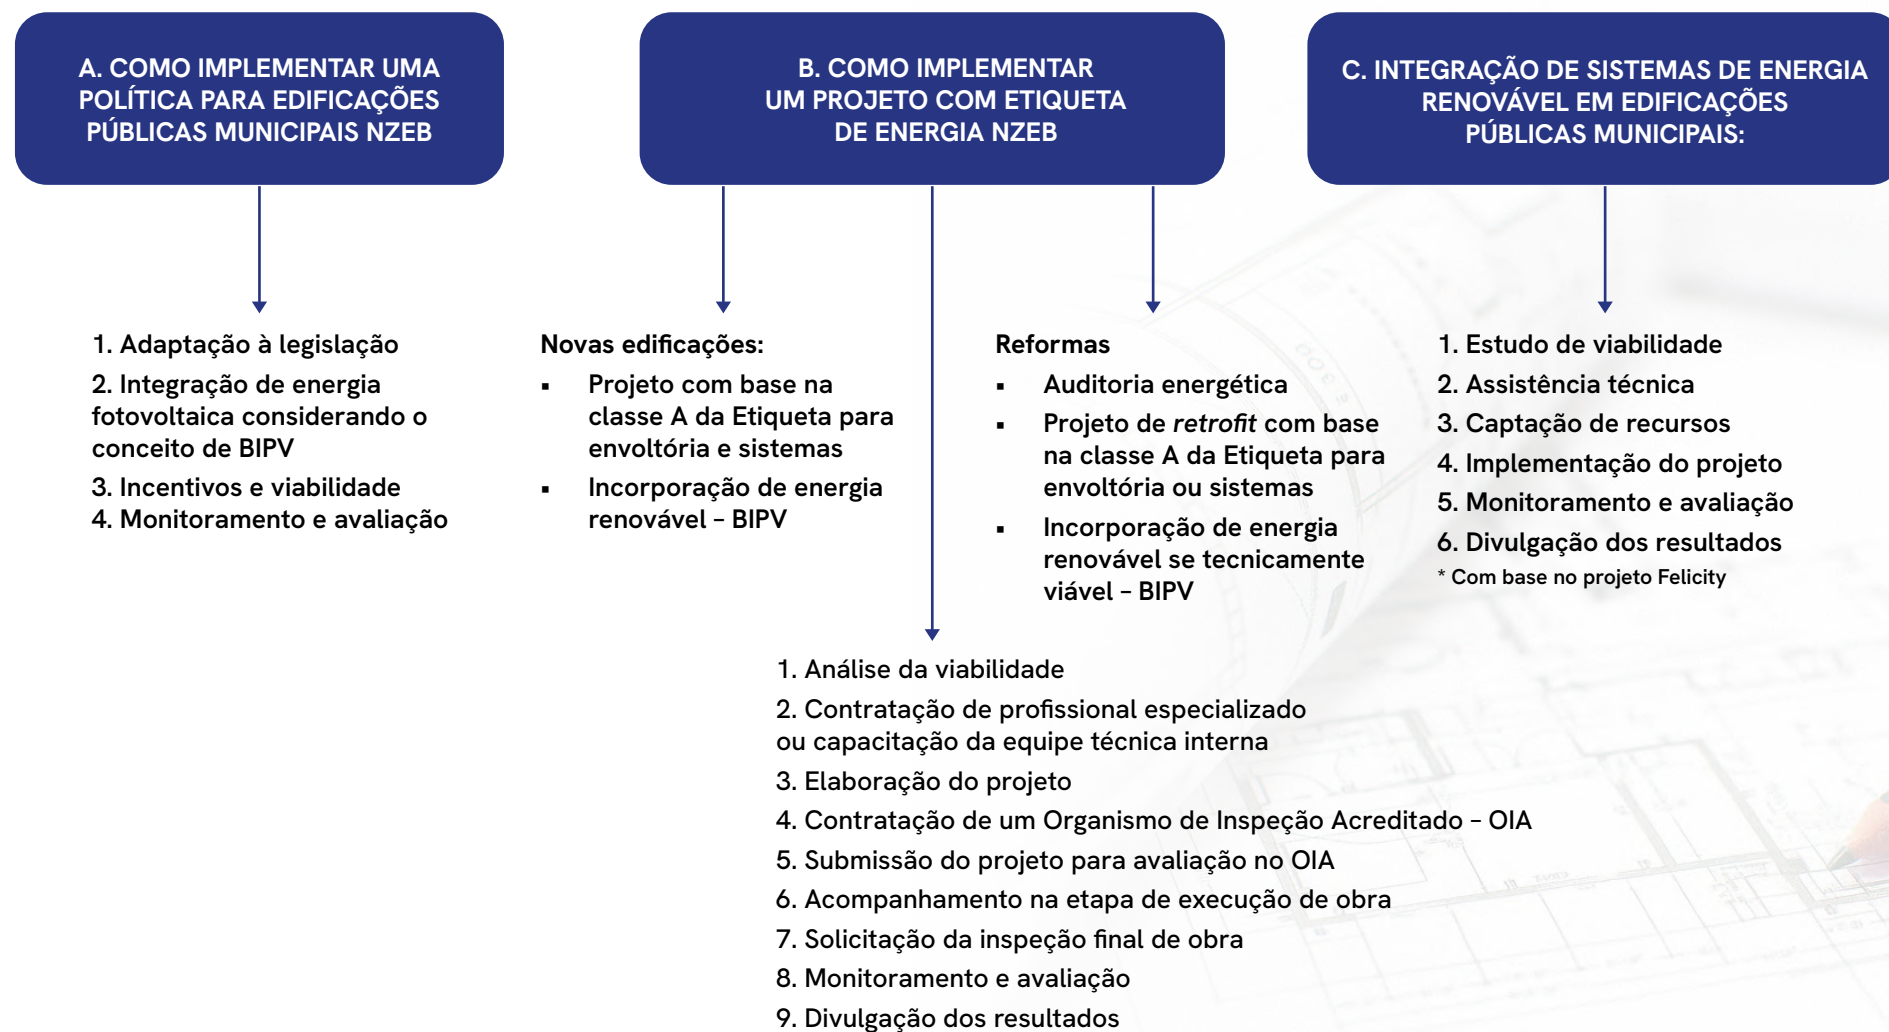 A. COMO IMPLEMENTAR UMA
POLÍTICA PARA EDIFICAÇÕES
PÚBLICAS MUNICIPAIS NZEB
B. COMO IMPLEMENTAR
UM PROJETO COM ETIQUETA
DE ENERGIA NZEB
C. INTEGRAÇÃO DE SISTEMAS DE ENERGIA
RENOVÁVEL EM EDIFICAÇÕES
PÚBLICAS MUNICIPAIS:
1. Adaptação à legislação
2. Integração de energia
fotovoltaica considerando o
conceito de BIPV
3. Incentivos e viabilidade
4. Monitoramento e avaliação
Novas edificações:
▪ Projeto com base na
classe A da Etiqueta para
envoltória e sistemas
▪ Incorporação de energia
renovável – BIPV
Reformas
▪ Auditoria energética
▪ Projeto de retrofit com base
na classe A da Etiqueta para
envoltória ou sistemas
▪ Incorporação de energia
renovável se tecnicamente
viável – BIPV
1. Estudo de viabilidade
2. Assistência técnica
3. Captação de recursos
4. Implementação do projeto
5. Monitoramento e avaliação
6. Divulgação dos resultados
* Com base no projeto Felicity
1. Análise da viabilidade
2. Contratação de profissional especializado
ou capacitação da equipe técnica interna
3. Elaboração do projeto
4. Contratação de um Organismo de Inspeção Acreditado – OIA
5. Submissão do projeto para avaliação no OIA
6. Acompanhamento na etapa de execução de obra
7. Solicitação da inspeção final de obra
8. Monitoramento e avaliação
9. Divulgação dos resultados